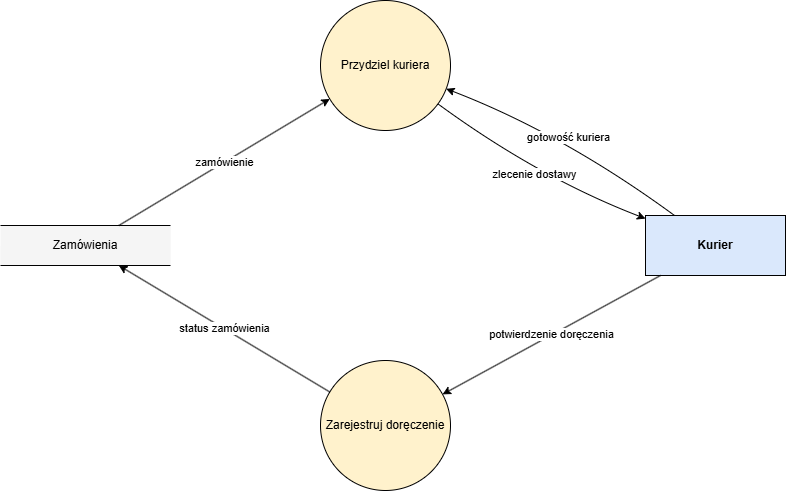 Przydziel kuriera
gotowość kuriera
zamówienie
zlecenie dostawy
Zamówienia
Kurier
status zamówienia
potwierdzenie doręczenia
Zarejestruj doręczenie